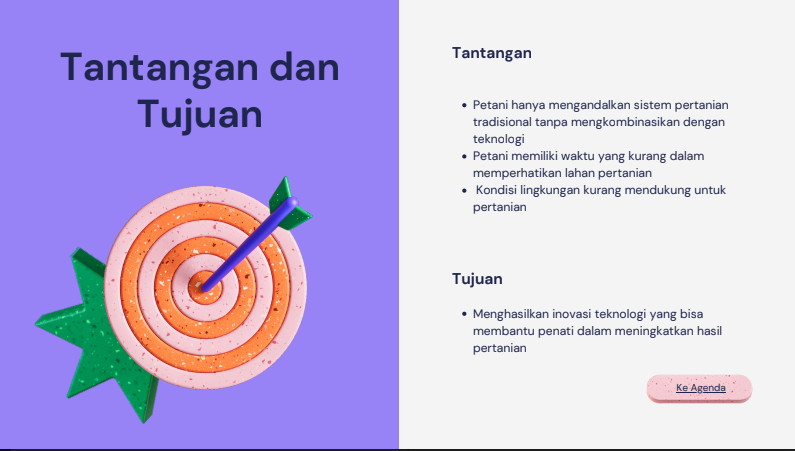 Tantangan dan
Tujuan
Tantangan
• Petani hanya mengandalkan sistem pertanian
tradisional tanpa mengkombinasikan dengan
teknologi
• Petani memiliki waktu yang kurang dalam
memperhatikan lahan pertanian
• Kondisi lingkungan kurang mendukung untuk
pertanian
Tujuan
• Menghasilkan inovasi teknologi yang bisa
membantu penati dalam meningkatkan hasil
pertanian
Ke Agenda